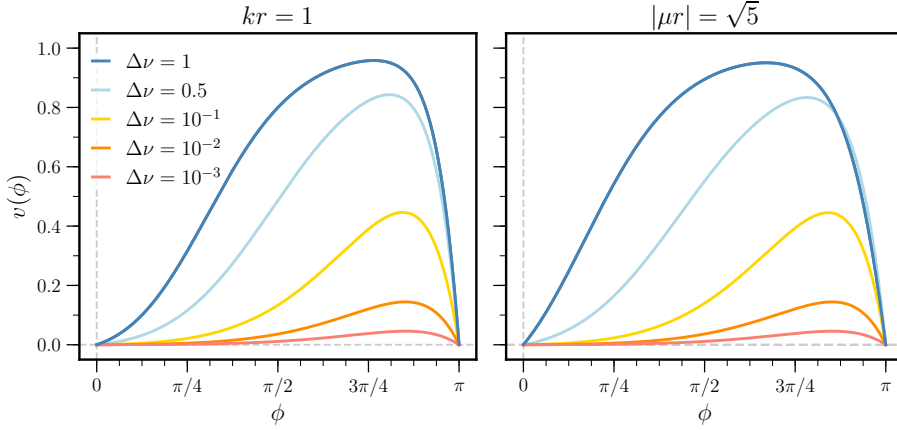 kr = 1
|μr| = √5
1.0
0.8
0.6
0.4
0.2
0.0
v(ϕ)
Δν = 1
Δν = 0.5
Δν = 10⁻¹
Δν = 10⁻²
Δν = 10⁻³
0 π/4 π/2 3π/4 π
ϕ
0 π/4 π/2 3π/4 π
ϕ